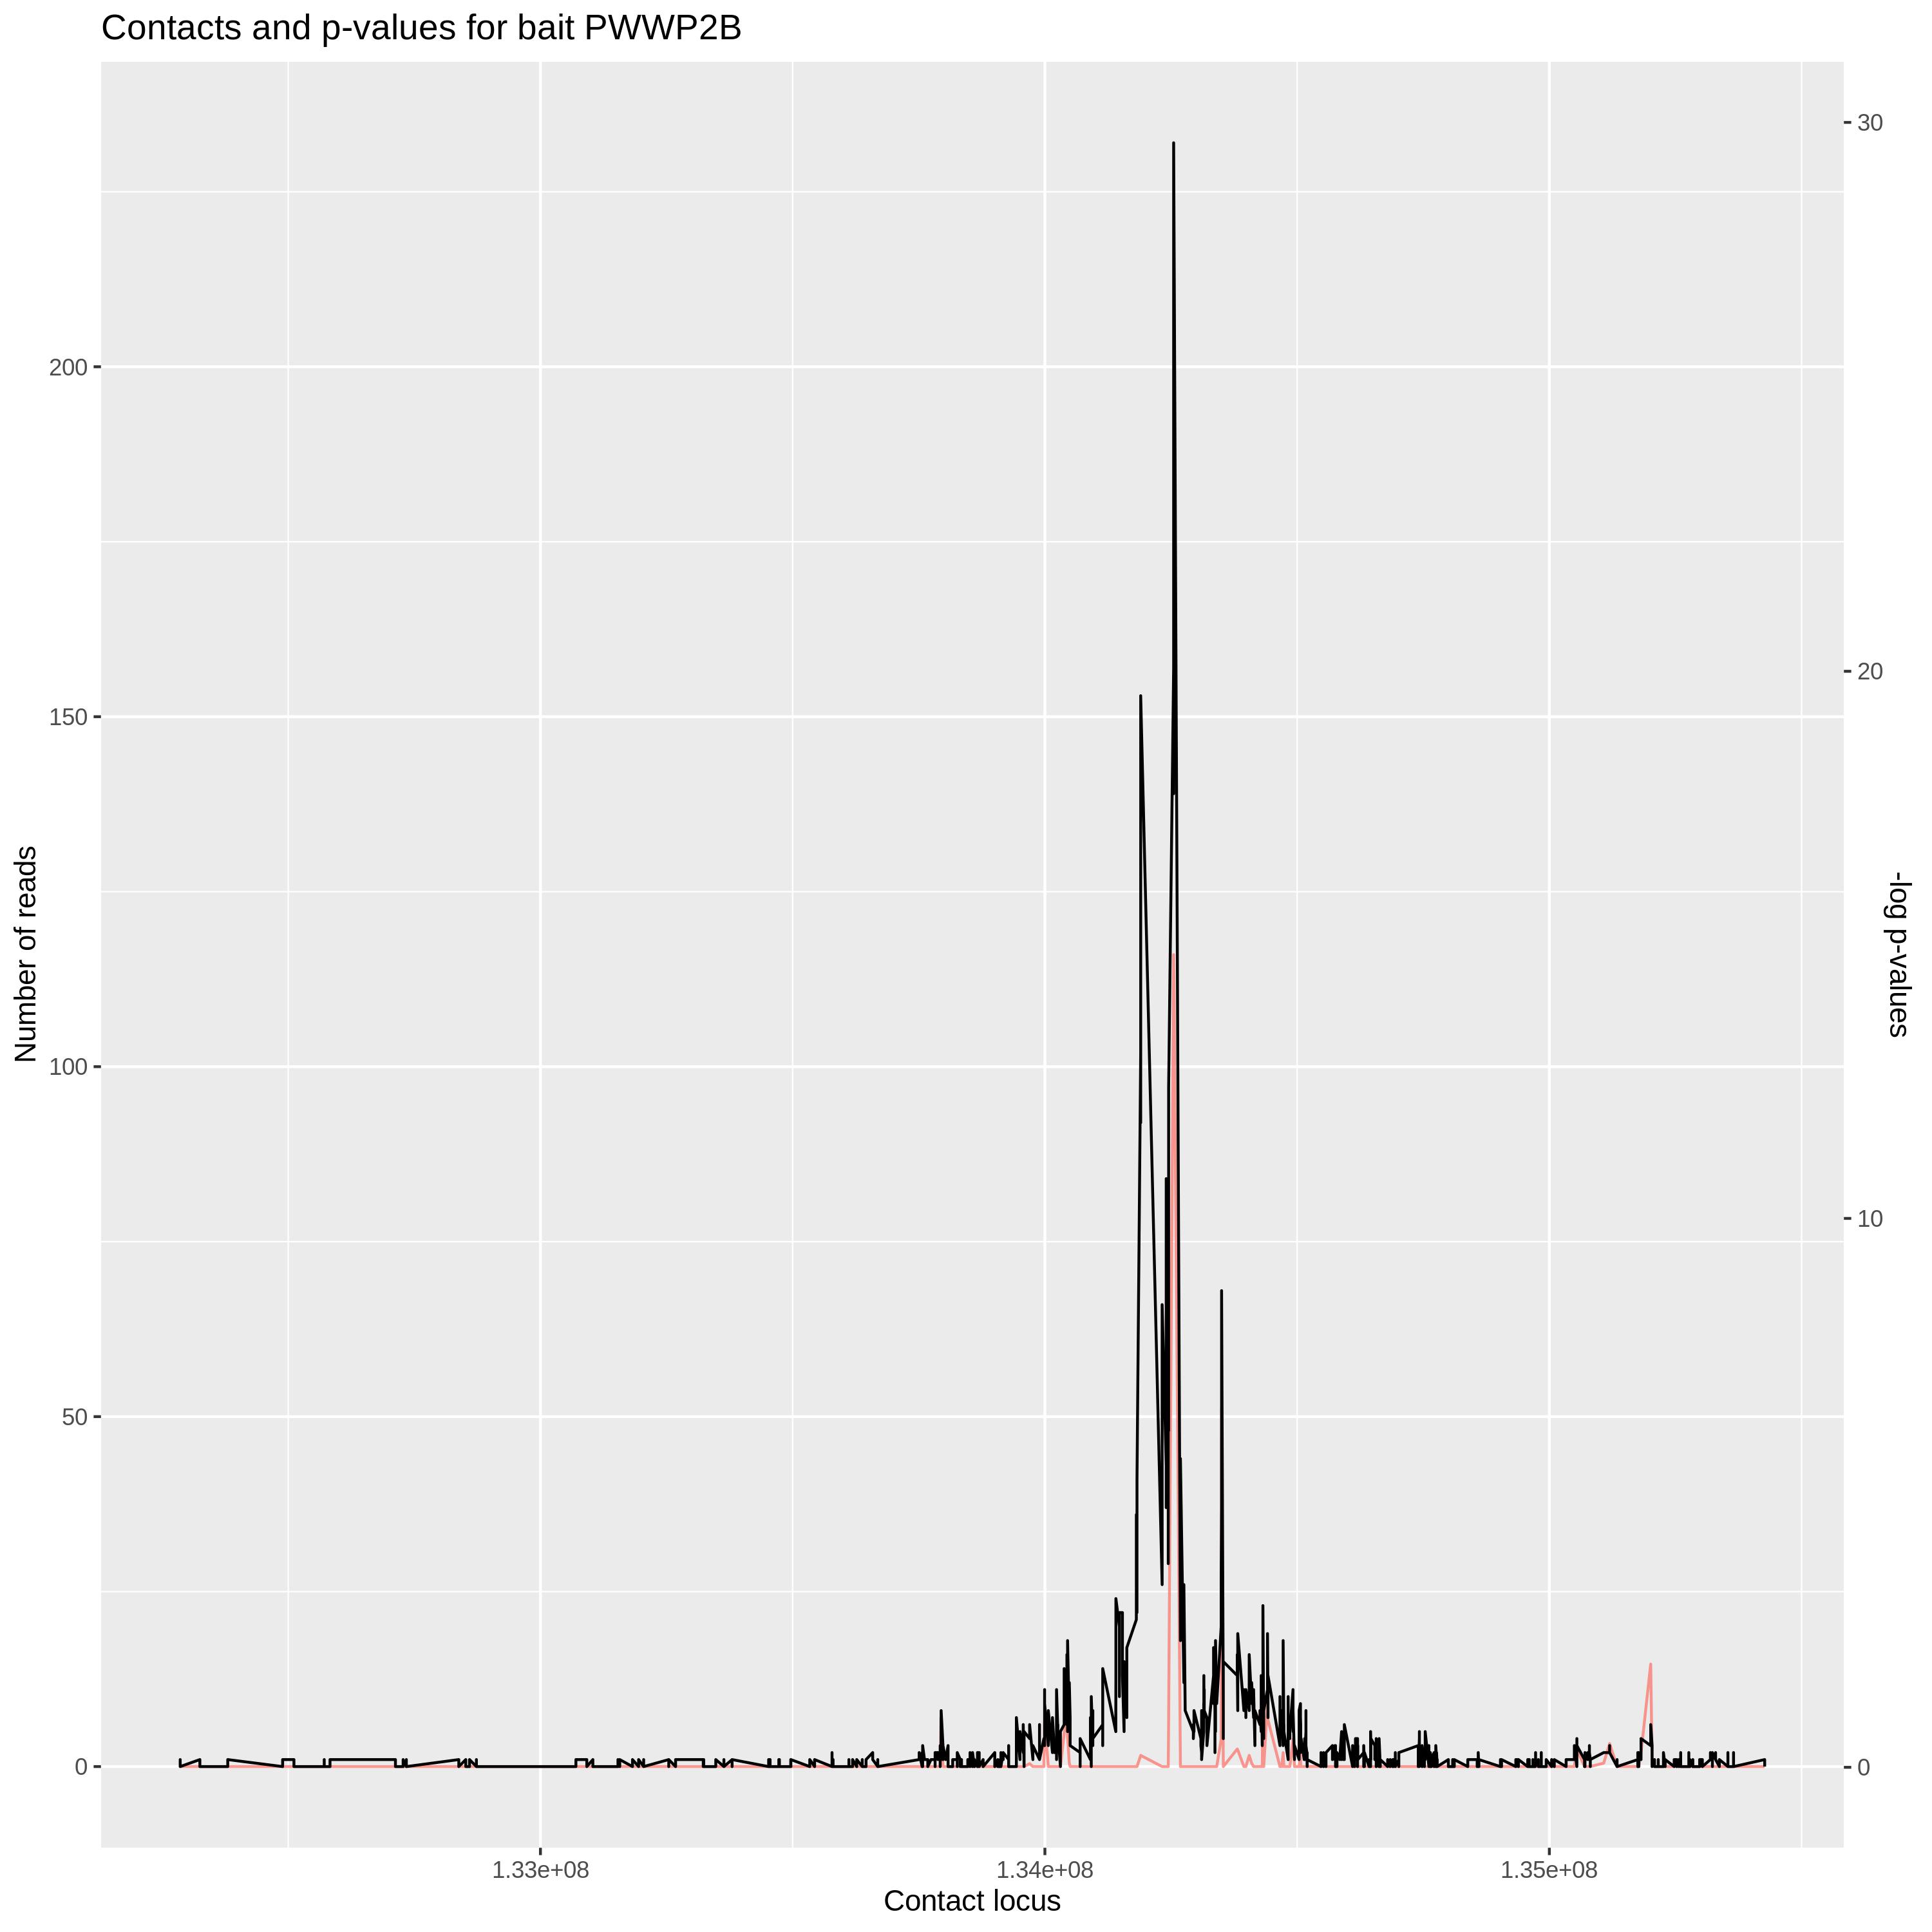 Contacts and p-values for bait PWWP2B
30
200
20
150
Number of reads
-log p-values
100
10
50
0
0
1.33e+08
1.34e+08
1.35e+08
Contact locus